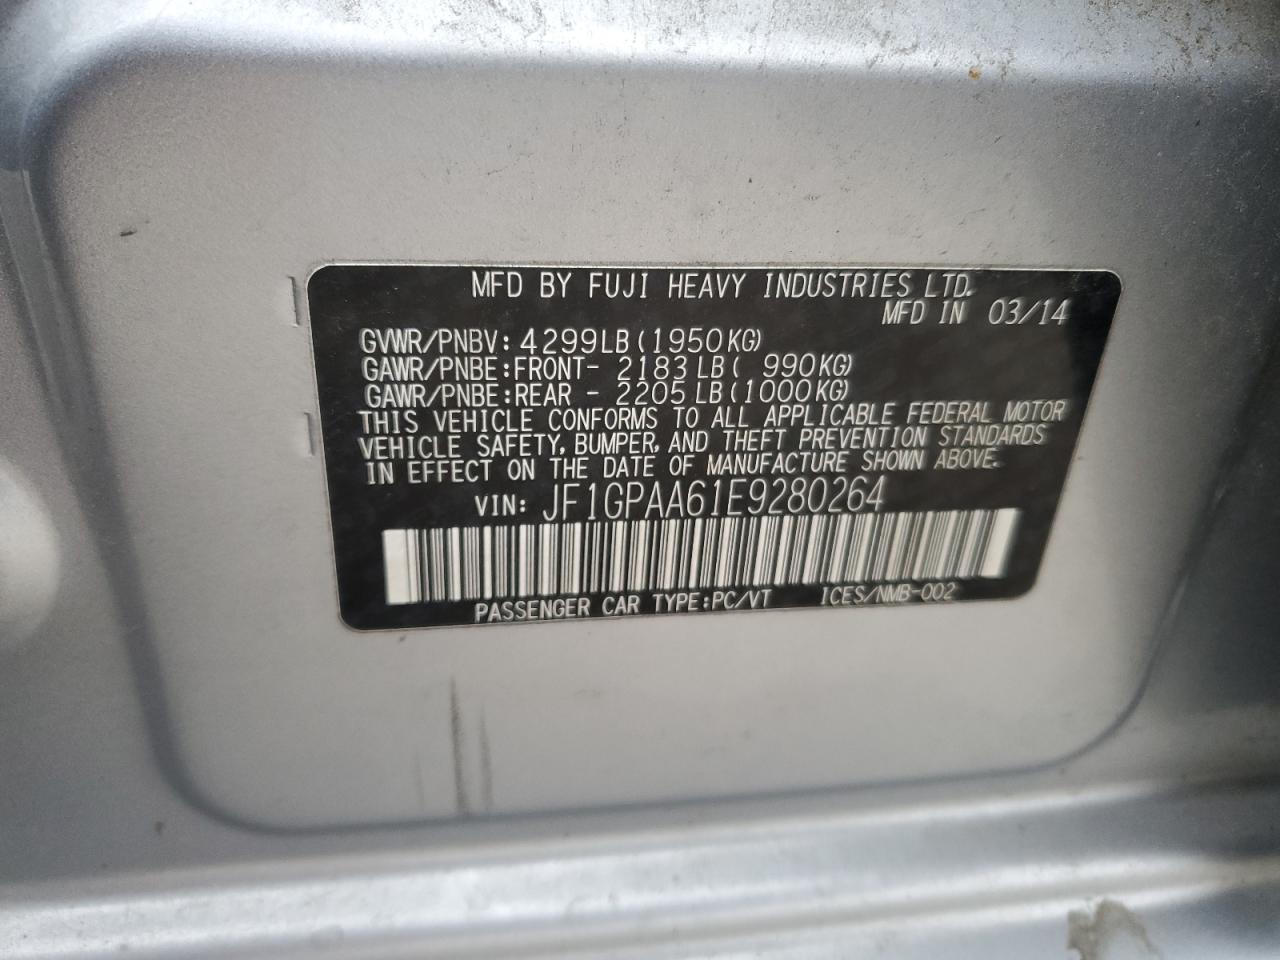 MFD BY FUJI HEAVY INDUSTRIES LTD.
MFD IN 03/14
GVWR/PNBV: 4299LB(1950KG)
GAWR/PNBE:FRONT- 2183LB( 990KG)
GAWR/PNBE:REAR - 2205LB(1000KG)
THIS VEHICLE CONFORMS TO ALL APPLICABLE FEDERAL MOTOR
VEHICLE SAFETY, BUMPER, AND THEFT PREVENTION STANDARDS
IN EFFECT ON THE DATE OF MANUFACTURE SHOWN ABOVE.
VIN: JF1GPAA61E9280264
PASSENGER CAR TYPE:PC/VT ICES/NMB-002